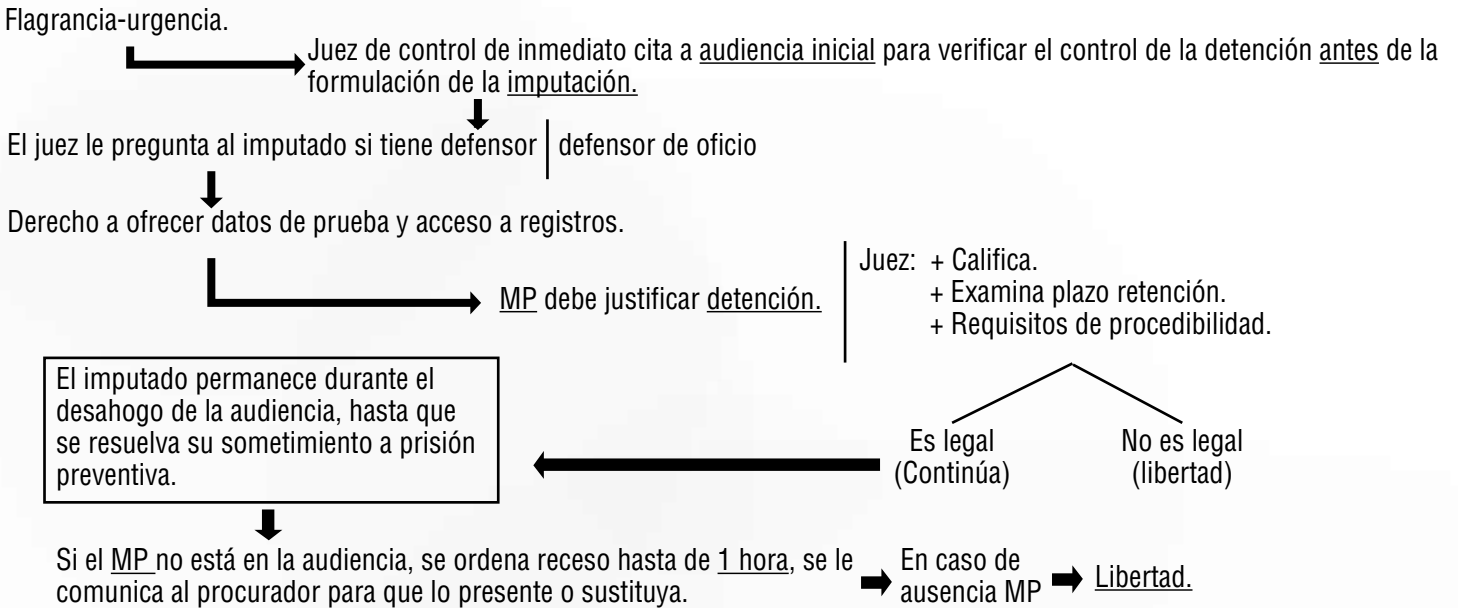 Flagrancia-urgencia.
Juez de control de inmediato cita a audiencia inicial para verificar el control de la detención antes de la
formulación de la imputación.
El juez le pregunta al imputado si tiene defensor
defensor de oficio
Derecho a ofrecer datos de prueba y acceso a registros.
MP debe justificar detención.
Juez: + Califica.
+ Examina plazo retención.
+ Requisitos de procedibilidad.
Es legal
(Continúa)
No es legal
(libertad)
El imputado permanece durante el
desahogo de la audiencia, hasta que
se resuelva su sometimiento a prisión
preventiva.
Si el MP no está en la audiencia, se ordena receso hasta de 1 hora, se le
comunica al procurador para que lo presente o sustituya.
En caso de
ausencia MP
Libertad.